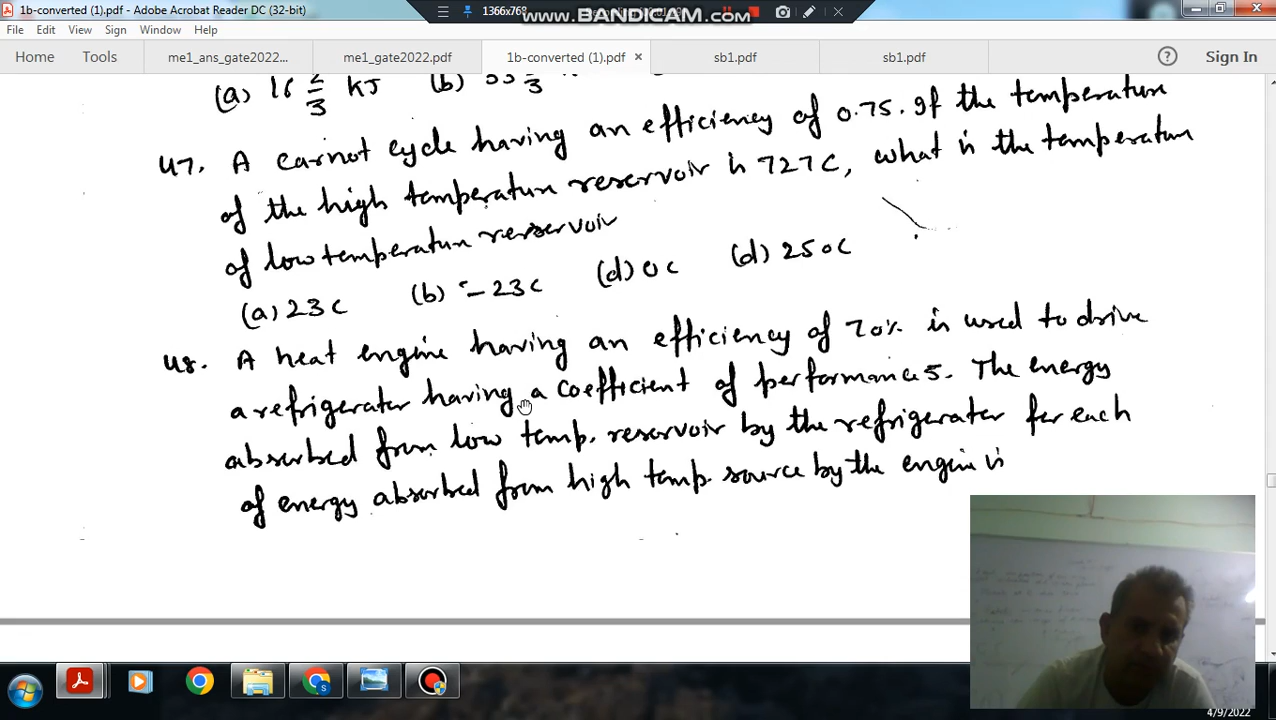 1b-converted (1).pdf - Adobe Acrobat Reader DC (32-bit)
1366x768
www.BANDICAM.com
File Edit View Sign Window Help
Home Tools me1_ans_gate2022... me1_gate2022.pdf 1b-converted (1).pdf × sb1.pdf sb1.pdf Sign In
(a) 16 2/3 kJ (b) 33 1/3
47. A carnot cycle having an efficiency of 0.75. If the temperature
of the high temperature reservoir is 727C, what is the temperature
of low temperature reservoir
(a) 23C (b) -23C (d) 0C (d) 250C
48. A heat engine having an efficiency of 70% is used to drive
a refrigerator having a coefficient of performance 5. The energy
absorbed from low temp. reservoir by the refrigerator for each
of energy absorbed from high temp. source by the engine is
4/9/2022